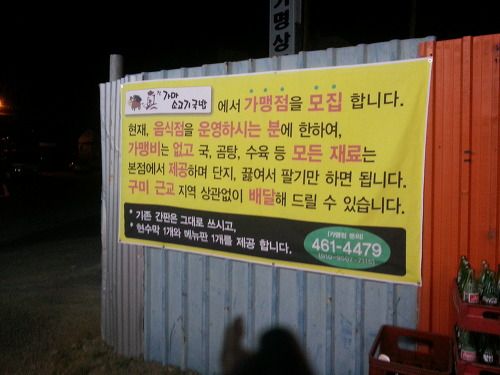 가명상
가마
소고기국밥 에서 가맹점을 모집 합니다.
현재, 음식점을 운영하시는 분에 한하여,
가맹비는 없고 국, 곰탕, 수육 등 모든 재료는
본점에서 제공하며 단지, 끓여서 팔기만 하면 됩니다.
구미 근교 지역 상관없이 배달해 드릴 수 있습니다.
* 기존 간판은 그대로 쓰시고,
* 현수막 1개와 메뉴판 1개를 제공 합니다.
(가맹점 문의)
461-4479